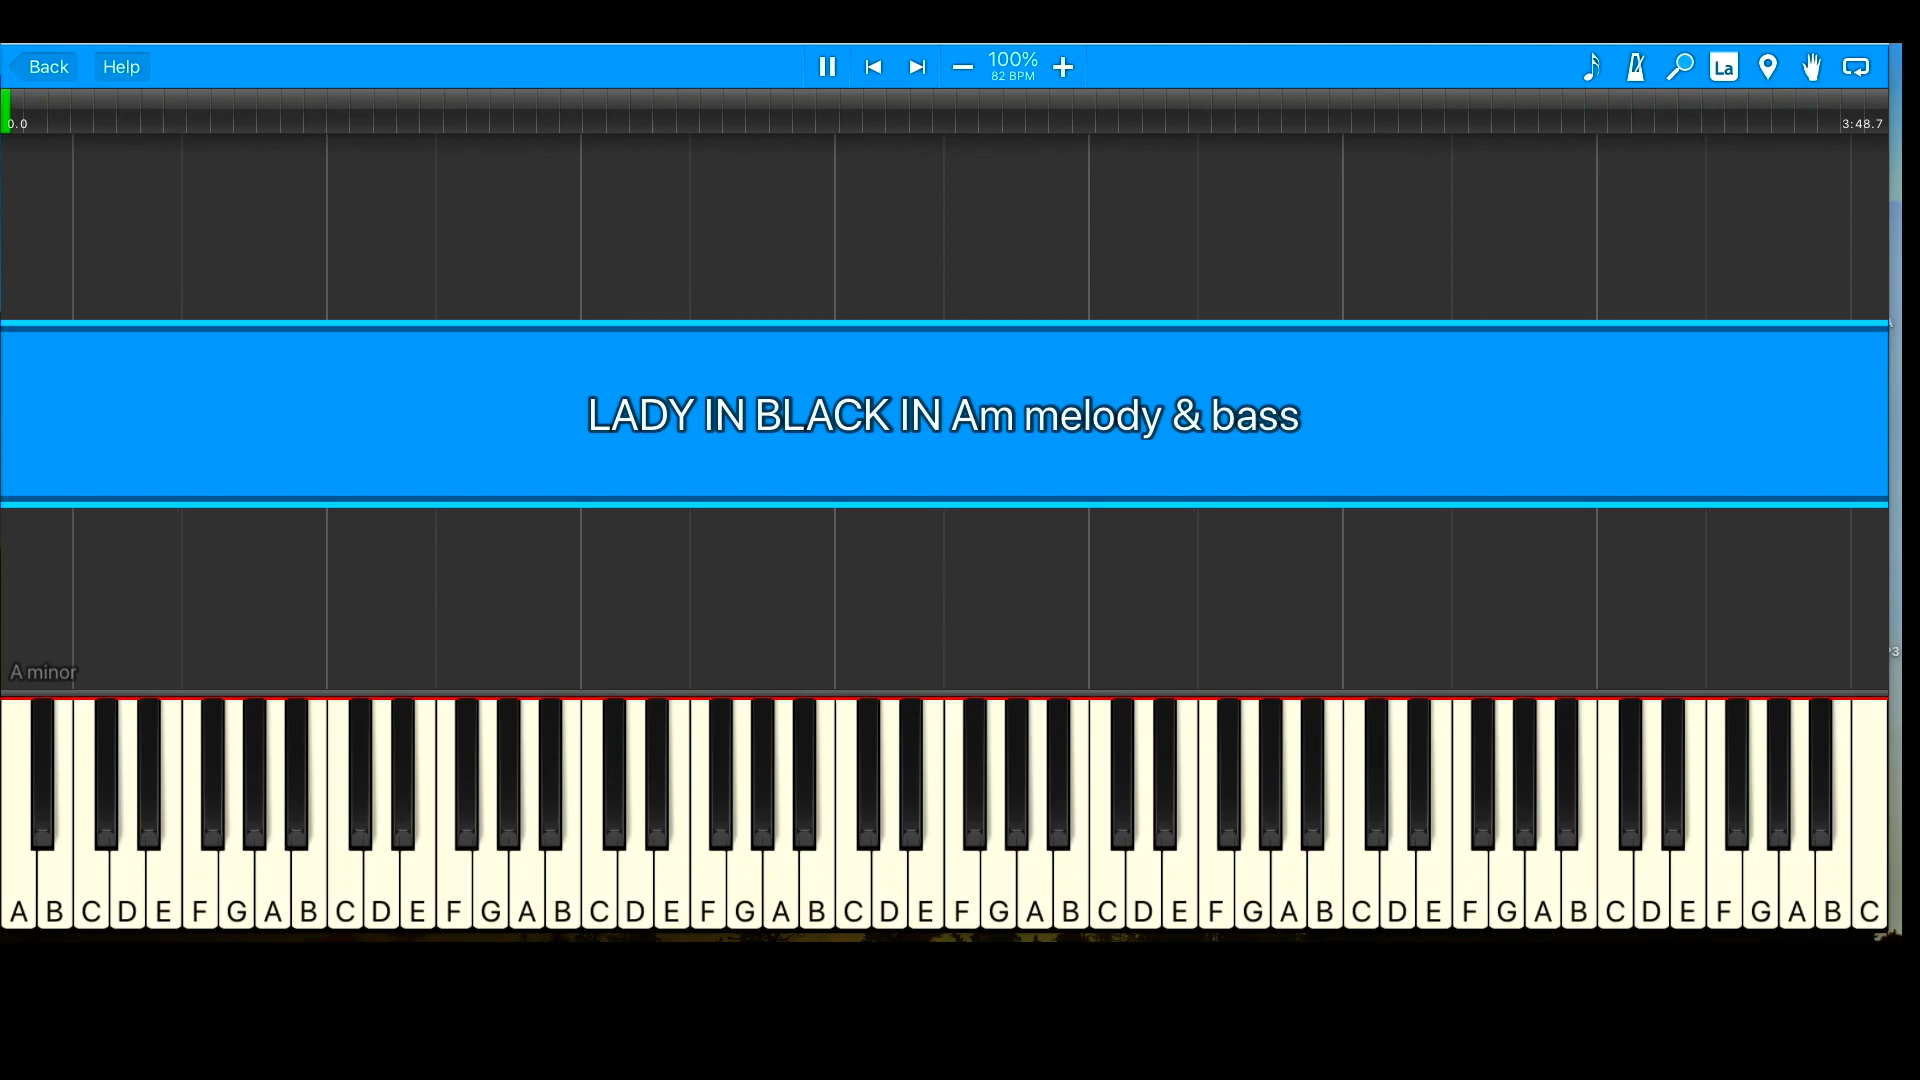 Back Help 100%
82 BPM La
0.0 3:48.7
LADY IN BLACK IN Am melody & bass
A minor
A B C D E F G A B C D E F G A B C D E F G A B C D E F G A B C D E F G A B C D E F G A B C D E F G A B C